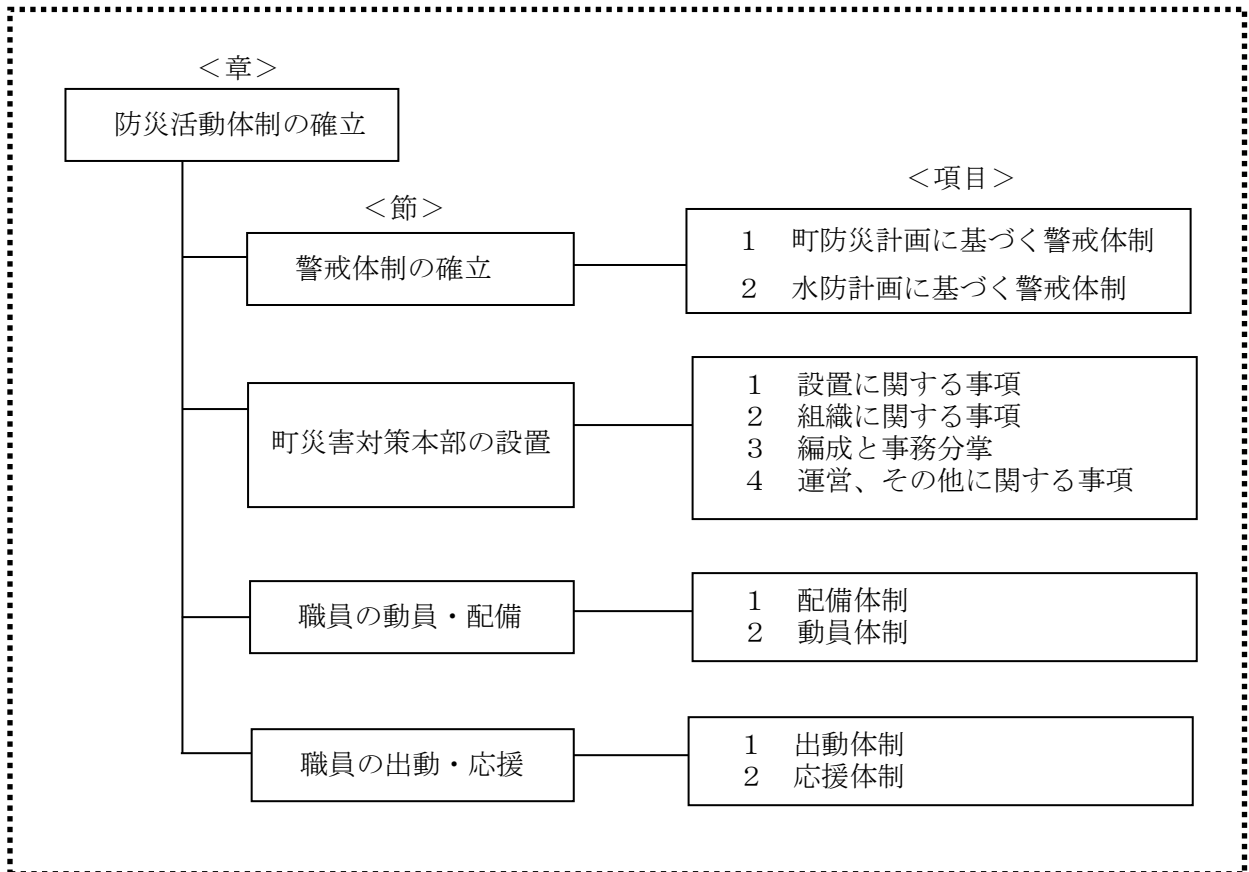 ＜章＞
防災活動体制の確立
＜項目＞
＜節＞
警戒体制の確立
１　町防災計画に基づく警戒体制
２　水防計画に基づく警戒体制
町災害対策本部の設置
１　設置に関する事項
２　組織に関する事項
３　編成と事務分掌
４　運営、その他に関する事項
職員の動員・配備
１　配備体制
２　動員体制
職員の出動・応援
１　出動体制
２　応援体制